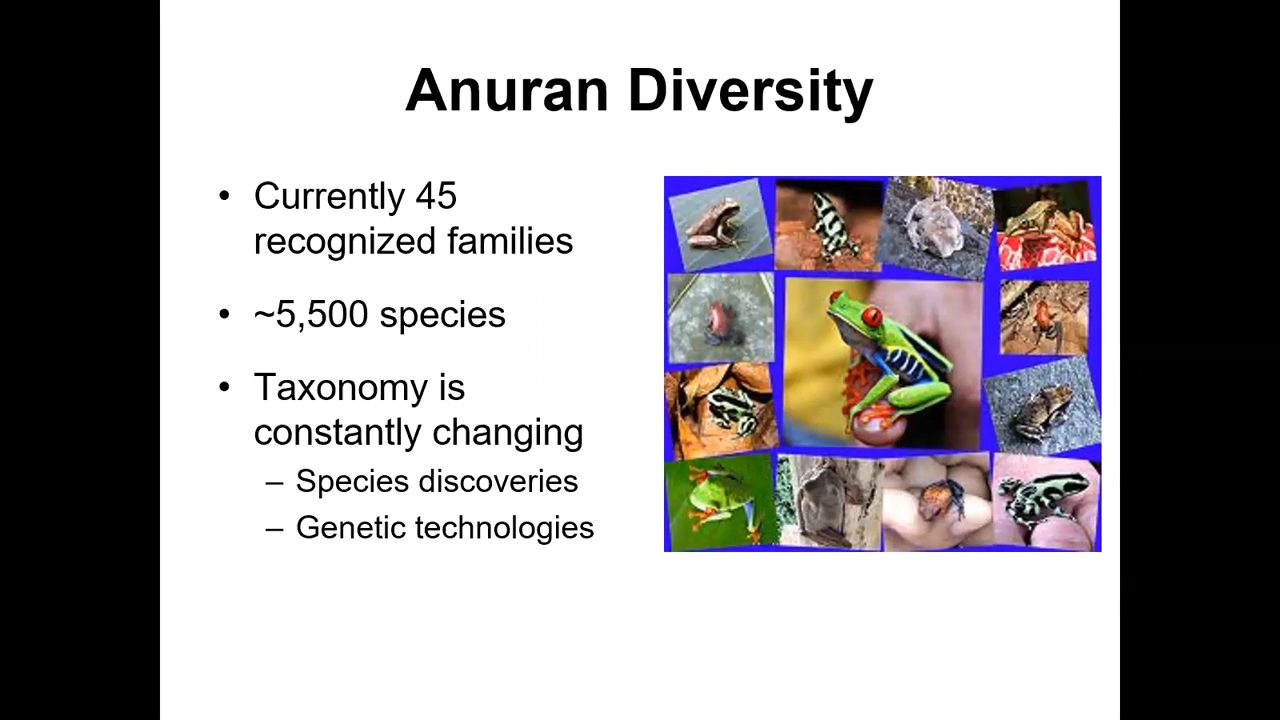 Anuran Diversity
• Currently 45
recognized families
• ~5,500 species
• Taxonomy is
constantly changing
– Species discoveries
– Genetic technologies